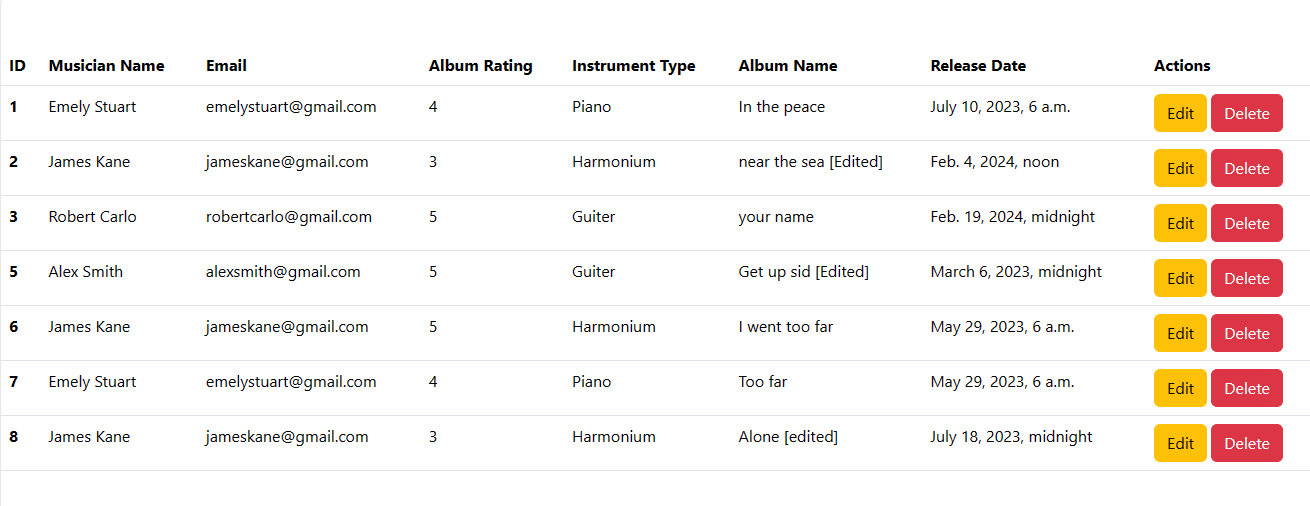 ID Musician Name Email Album Rating Instrument Type Album Name Release Date Actions
1 Emely Stuart emelystuart@gmail.com 4 Piano In the peace July 10, 2023, 6 a.m. Edit Delete
2 James Kane jameskane@gmail.com 3 Harmonium near the sea [Edited] Feb. 4, 2024, noon Edit Delete
3 Robert Carlo robertcarlo@gmail.com 5 Guiter your name Feb. 19, 2024, midnight Edit Delete
5 Alex Smith alexsmith@gmail.com 5 Guiter Get up sid [Edited] March 6, 2023, midnight Edit Delete
6 James Kane jameskane@gmail.com 5 Harmonium I went too far May 29, 2023, 6 a.m. Edit Delete
7 Emely Stuart emelystuart@gmail.com 4 Piano Too far May 29, 2023, 6 a.m. Edit Delete
8 James Kane jameskane@gmail.com 3 Harmonium Alone [edited] July 18, 2023, midnight Edit Delete